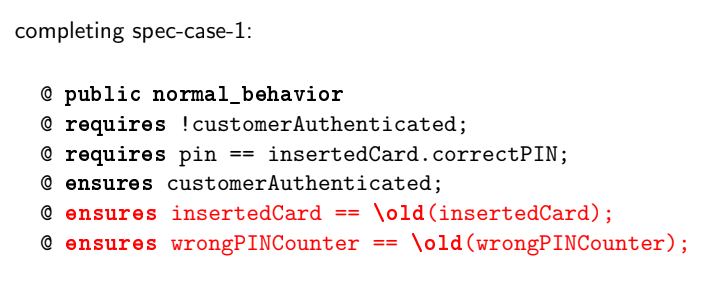 completing spec-case-1:
@ public normal_behavior
@ requires !customerAuthenticated;
@ requires pin == insertedCard.correctPIN;
@ ensures customerAuthenticated;
@ ensures insertedCard == \old(insertedCard);
@ ensures wrongPINCounter == \old(wrongPINCounter);